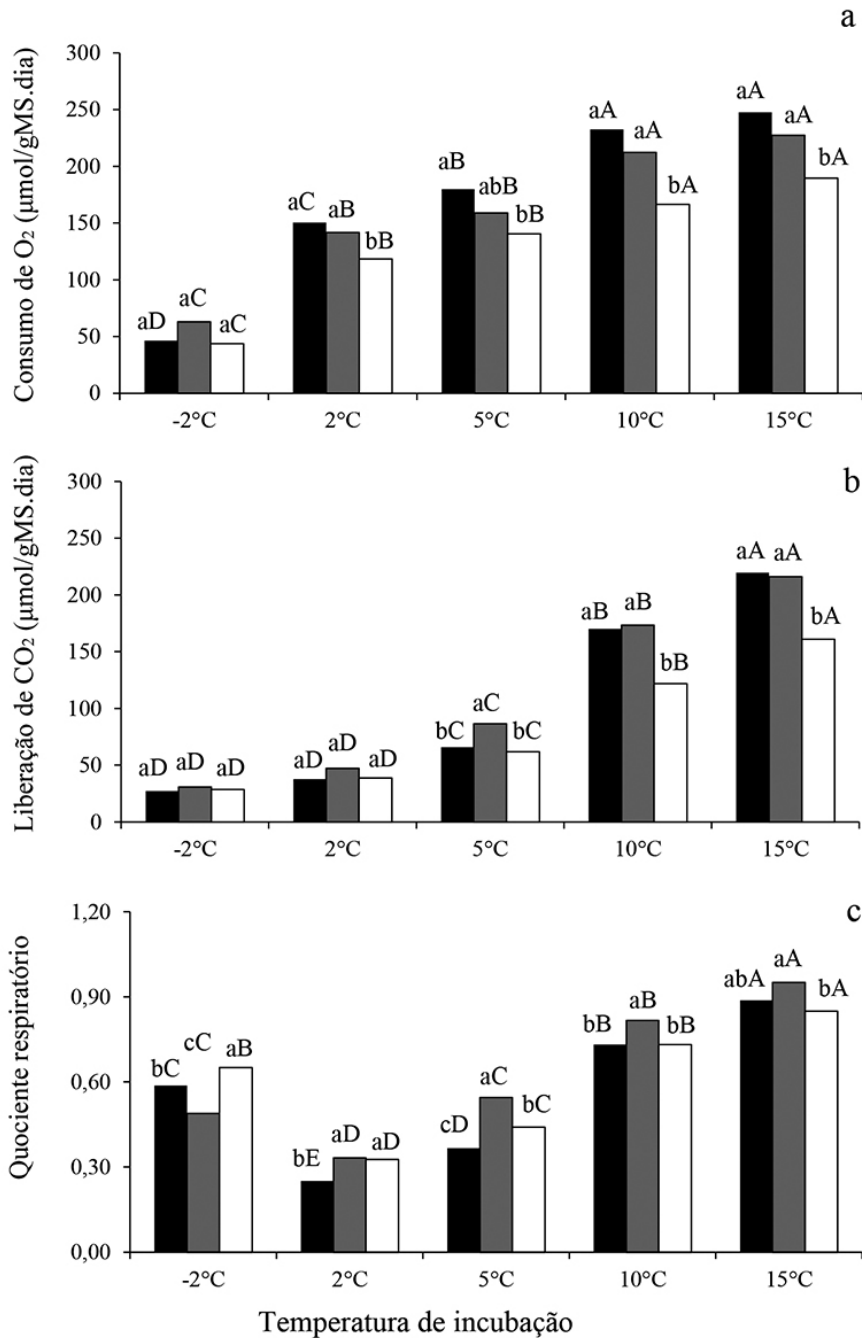 a
Consumo de O₂ (µmol/gMS.dia)
300
250
200
150
100
50
0
aD aC aC
aC aB bB
aB abB bB
aA aA bA
aA aA bA
-2°C 2°C 5°C 10°C 15°C
b
Liberação de CO₂ (µmol/gMS.dia)
300
250
200
150
100
50
0
aD aD aD
aD aD aD
bC aC bC
aB aB bB
aA aA bA
-2°C 2°C 5°C 10°C 15°C
c
Quociente respiratório
1,20
0,90
0,60
0,30
0,00
bC cC aB
bE aD aD
cD aC bC
bB aB bB
abA aA bA
-2°C 2°C 5°C 10°C 15°C
Temperatura de incubação